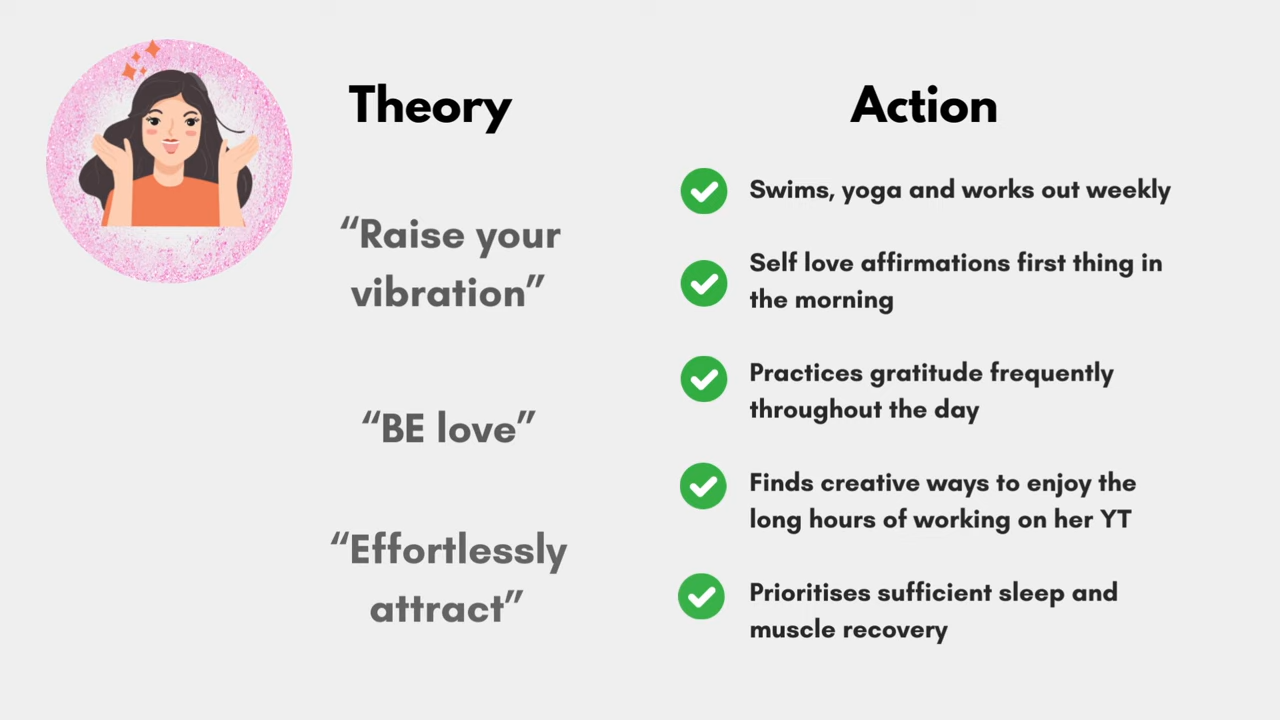 Theory
“Raise your
vibration”
“BE love”
“Effortlessly
attract”
Action
Swims, yoga and works out weekly
Self love affirmations first thing in
the morning
Practices gratitude frequently
throughout the day
Finds creative ways to enjoy the
long hours of working on her YT
Prioritises sufficient sleep and
muscle recovery